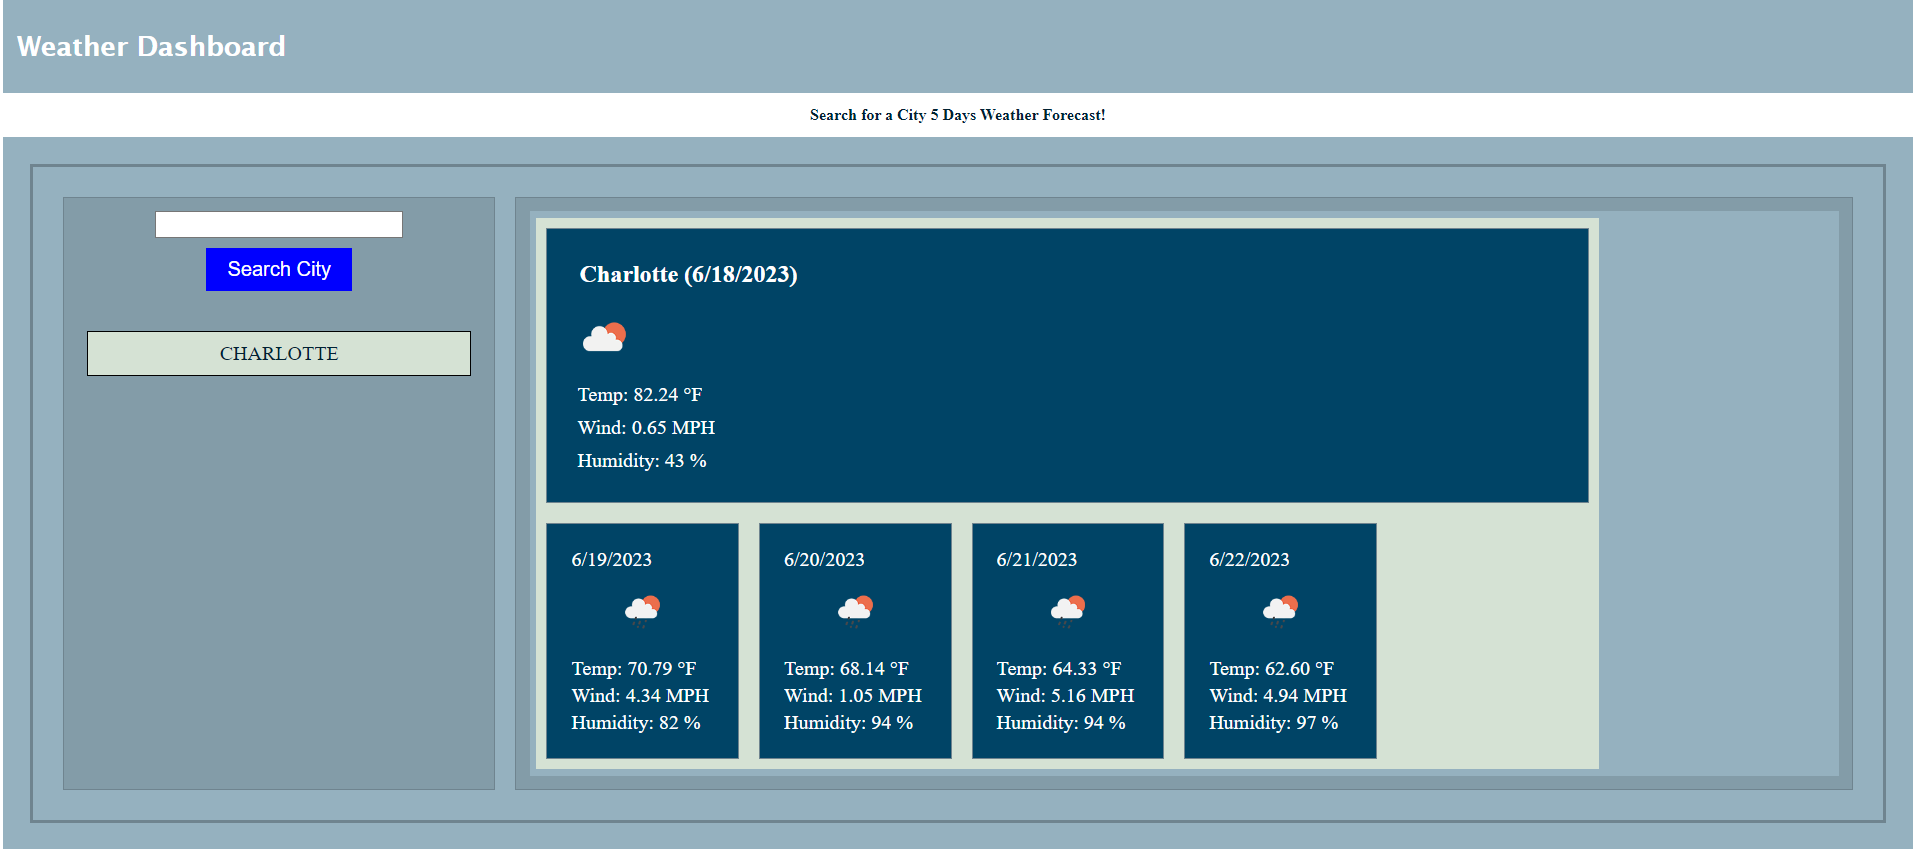 Weather Dashboard
Search for a City 5 Days Weather Forecast!
Search City
CHARLOTTE
Charlotte (6/18/2023)
Temp: 82.24 °F
Wind: 0.65 MPH
Humidity: 43 %
6/19/2023
Temp: 70.79 °F
Wind: 4.34 MPH
Humidity: 82 %
6/20/2023
Temp: 68.14 °F
Wind: 1.05 MPH
Humidity: 94 %
6/21/2023
Temp: 64.33 °F
Wind: 5.16 MPH
Humidity: 94 %
6/22/2023
Temp: 62.60 °F
Wind: 4.94 MPH
Humidity: 97 %